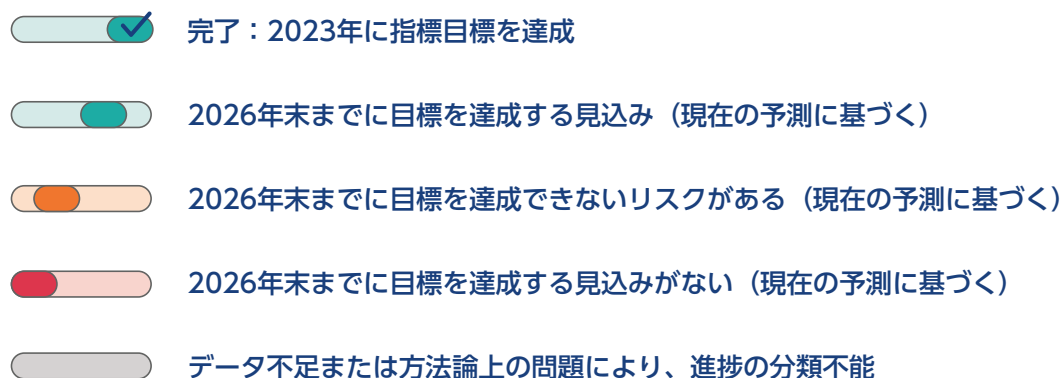 完了：2023年に指標目標を達成
2026年末までに目標を達成する見込み（現在の予測に基づく）
2026年末までに目標を達成できないリスクがある（現在の予測に基づく）
2026年末までに目標を達成する見込みがない（現在の予測に基づく）
データ不足または方法論上の問題により、進捗の分類不能